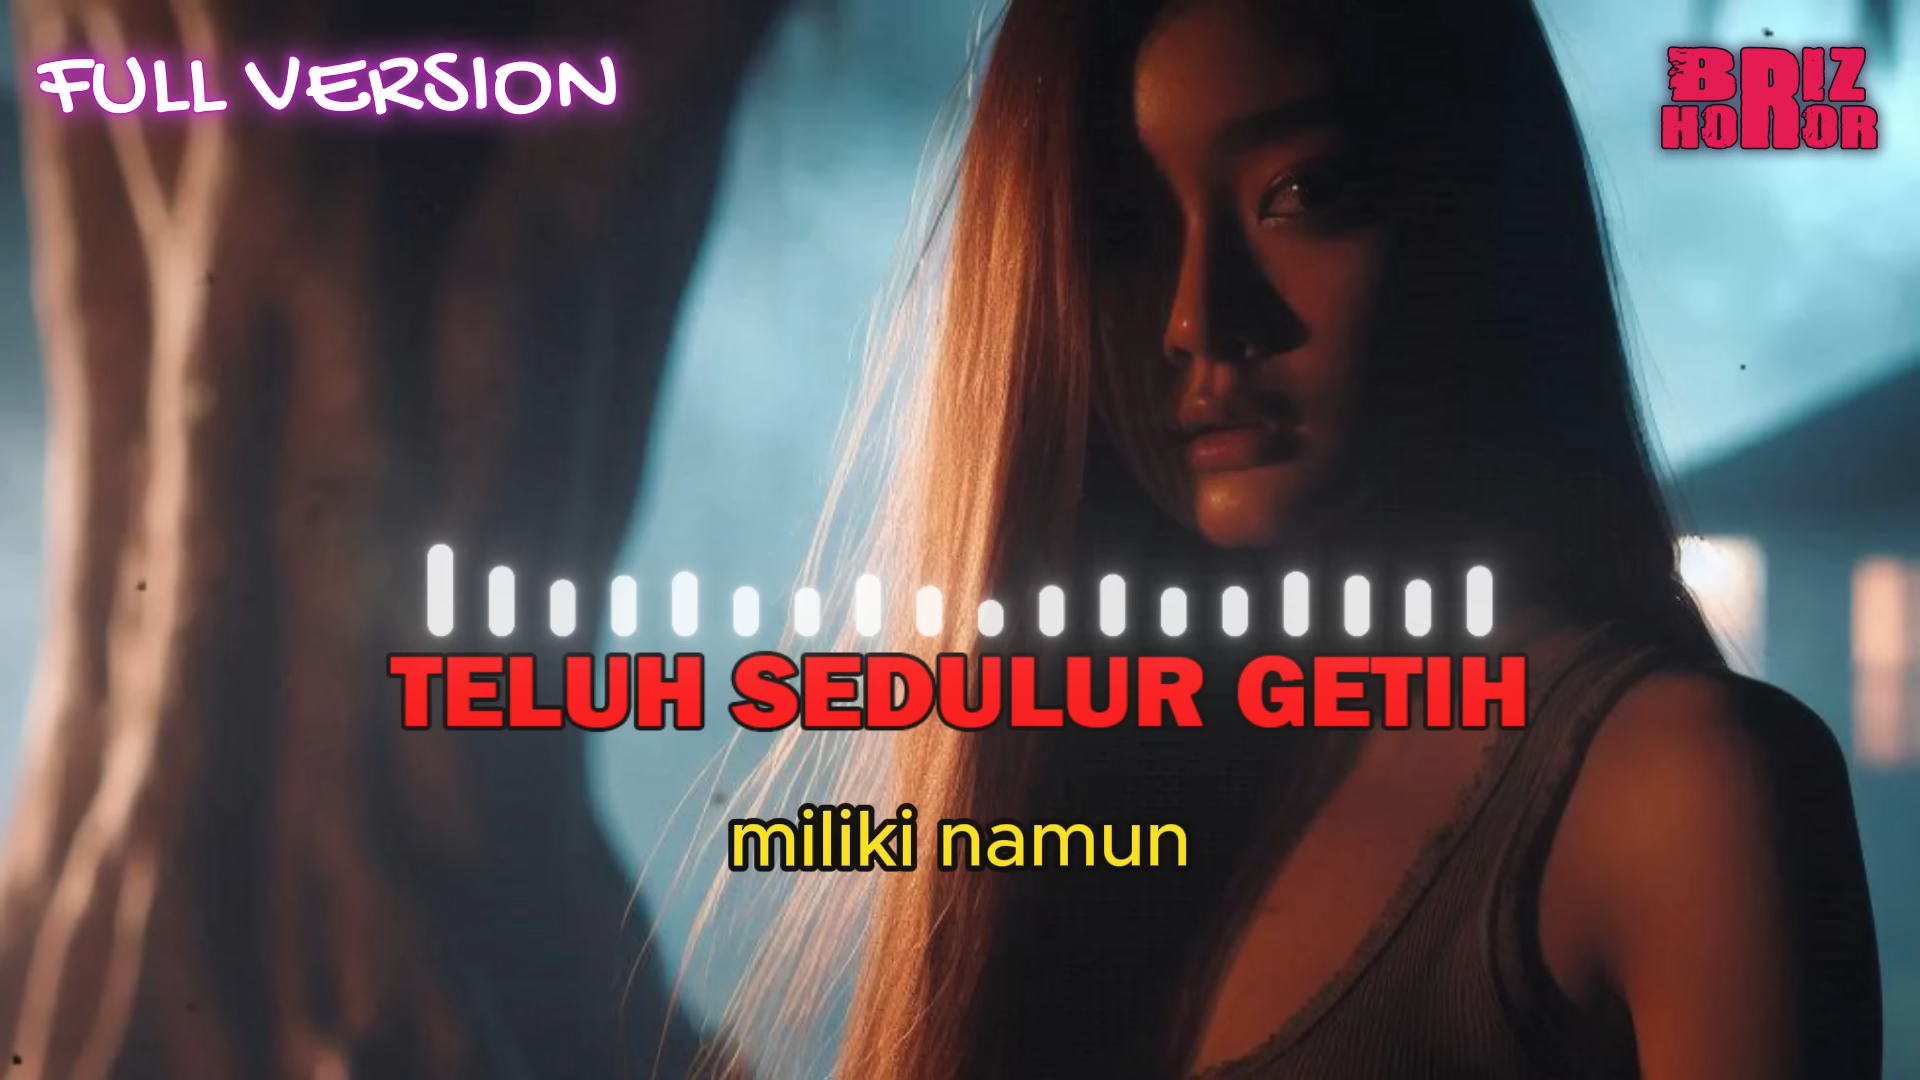 FULL VERSION
BRIZ
HORROR
TELUH SEDULUR GETIH
miliki namun